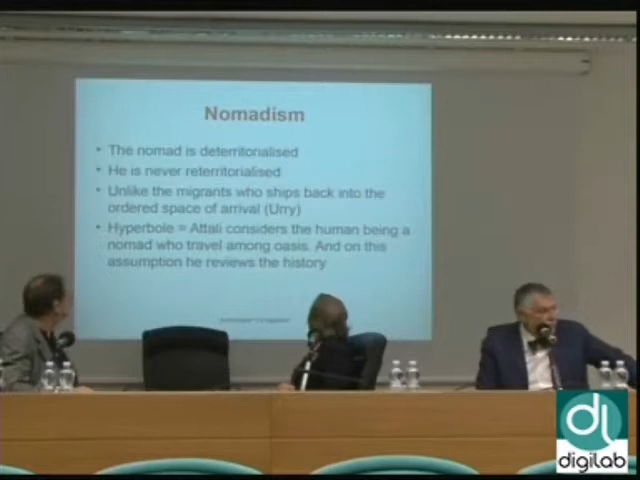 Nomadism
• The nomad is deterritorialised
• He is never reterritorialised
• Unlike the migrants who ships back into the
ordered space of arrival (Urry)
• Hyperbole = Attali considers the human being a
nomad who travel among oasis. And on this
assumption he reviews the history
dl
digilab